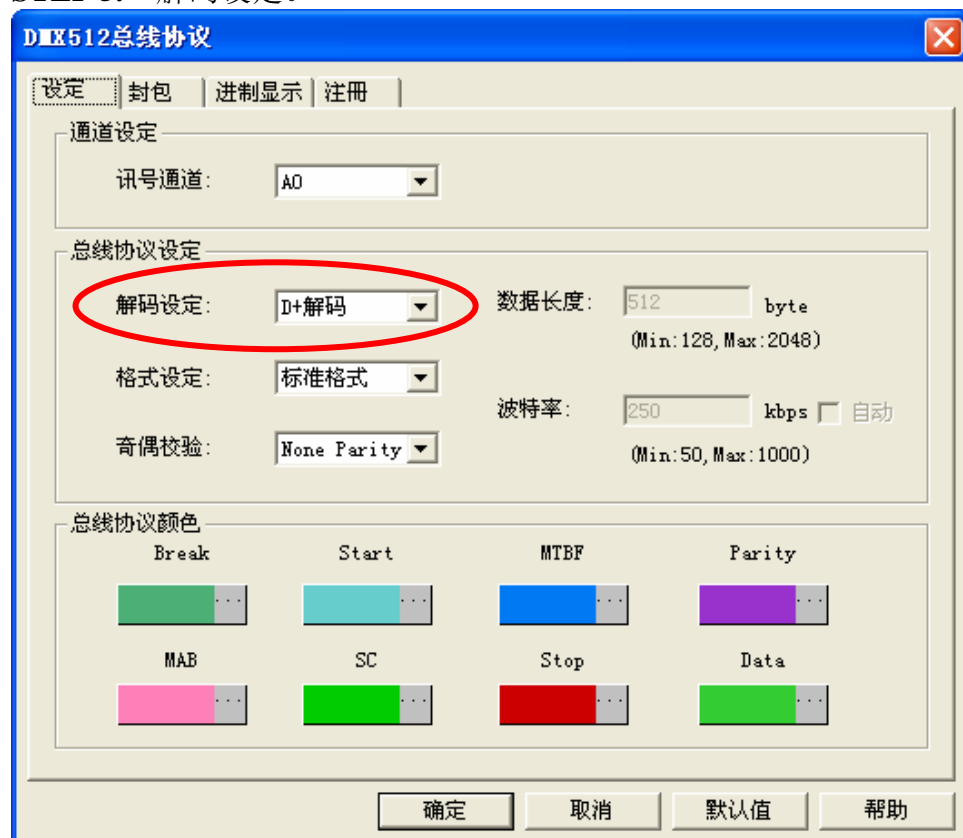 DMX512总线协议
设定 封包 进制显示 注册
通道设定
讯号通道: A0
总线协议设定
解码设定: D+解码 数据长度: 512 byte
(Min:128,Max:2048)
格式设定: 标准格式
波特率: 250 kbps 自动
奇偶校验: None Parity (Min:50,Max:1000)
总线协议颜色
Break Start MTBF Parity
... ... ... ...
MAB SC Stop Data
... ... ... ...
确定 取消 默认值 帮助